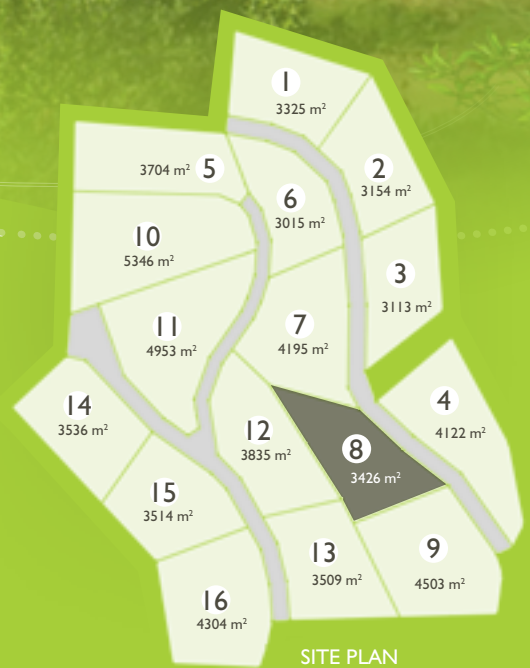 1
3325 m²
2
3154 m²
3704 m² 5
6
3015 m²
10
5346 m²
3
3113 m²
7
4195 m²
11
4953 m²
14
3536 m²
4
4122 m²
12
3835 m²
8
3426 m²
15
3514 m²
13
3509 m²
9
4503 m²
16
4304 m²
SITE PLAN